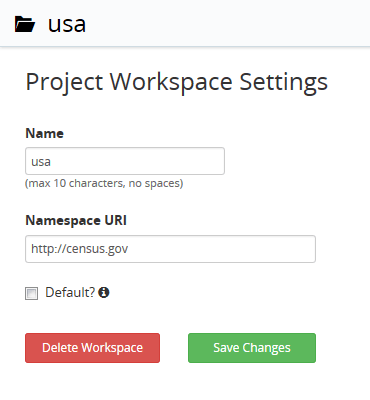 usa
Project Workspace Settings
Name
usa
(max 10 characters, no spaces)
Namespace URI
http://census.gov
Default?
Delete Workspace
Save Changes